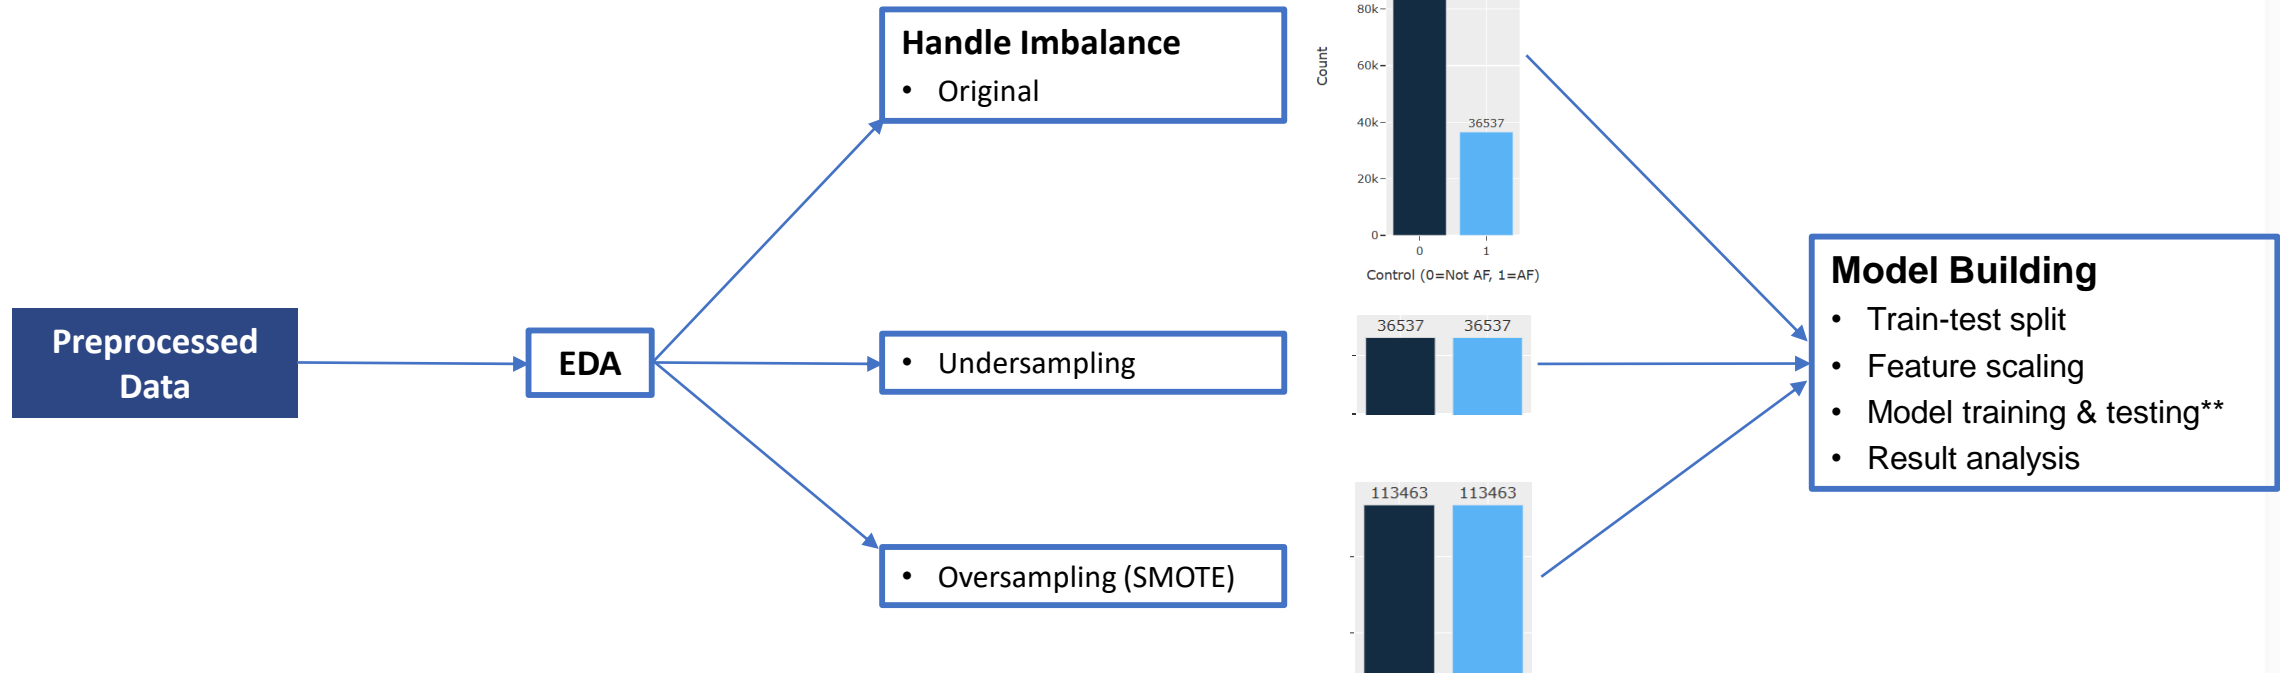 Preprocessed
Data
EDA
Handle Imbalance
• Original
• Undersampling
• Oversampling (SMOTE)
80k
60k
40k
20k
0
Count
36537
0 1
Control (0=Not AF, 1=AF)
36537 36537
113463 113463
Model Building
• Train-test split
• Feature scaling
• Model training & testing**
• Result analysis